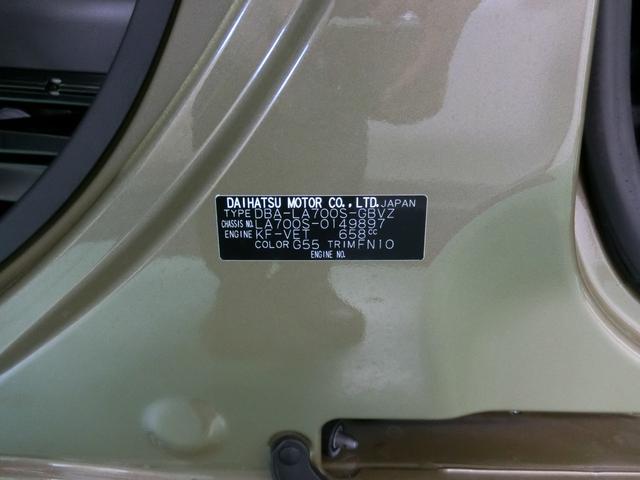 DAIHATSU MOTOR CO., LTD. JAPAN
TYPE DBA-LA700S-GBVZ
CHASSIS NO. LA700S-0149897
ENGINE KF-VET 658cc
COLOR G55 TRIM FN10
ENGINE NO.